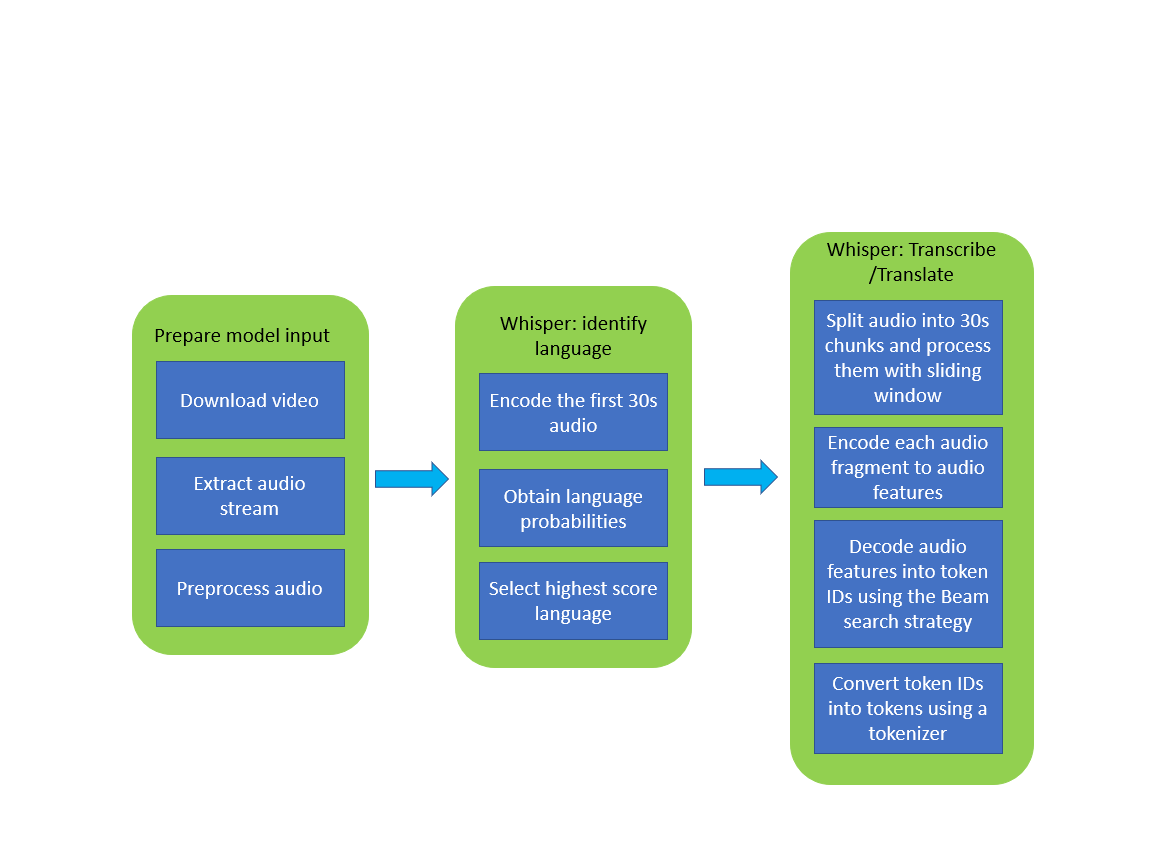 Prepare model input
Download video
Extract audio
stream
Preprocess audio
Whisper: identify
language
Encode the first 30s
audio
Obtain language
probabilities
Select highest score
language
Whisper: Transcribe
/Translate
Split audio into 30s
chunks and process
them with sliding
window
Encode each audio
fragment to audio
features
Decode audio
features into token
IDs using the Beam
search strategy
Convert token IDs
into tokens using a
tokenizer